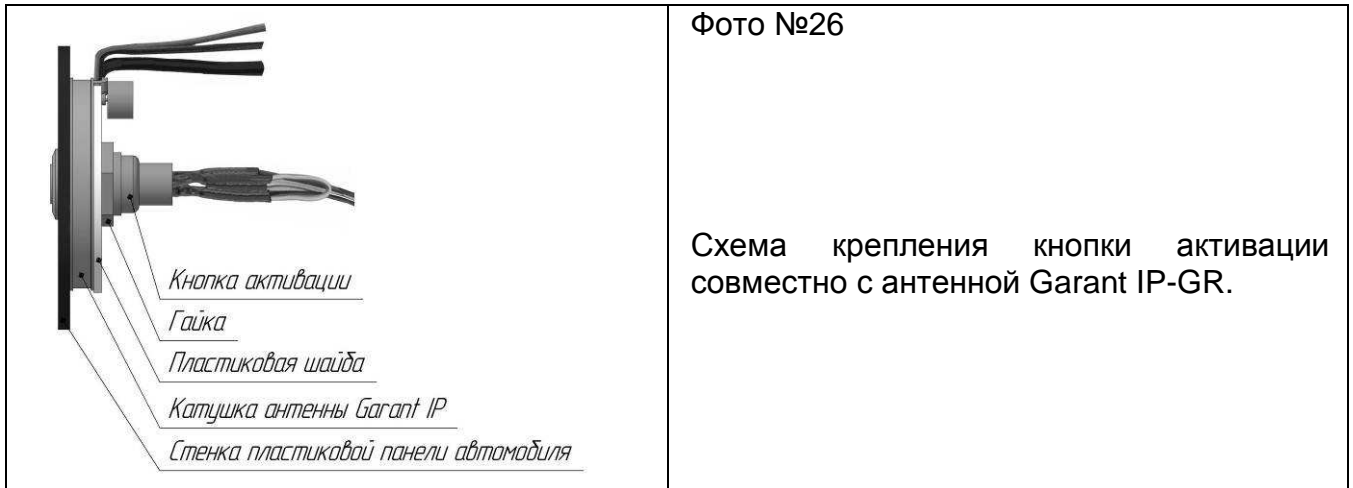 Фото №26
Схема крепления кнопки активации
совместно с антенной Garant IP-GR.
Кнопка активации
Гайка
Пластиковая шайба
Катушка антенны Garant IP
Стенка пластиковой панели автомобиля